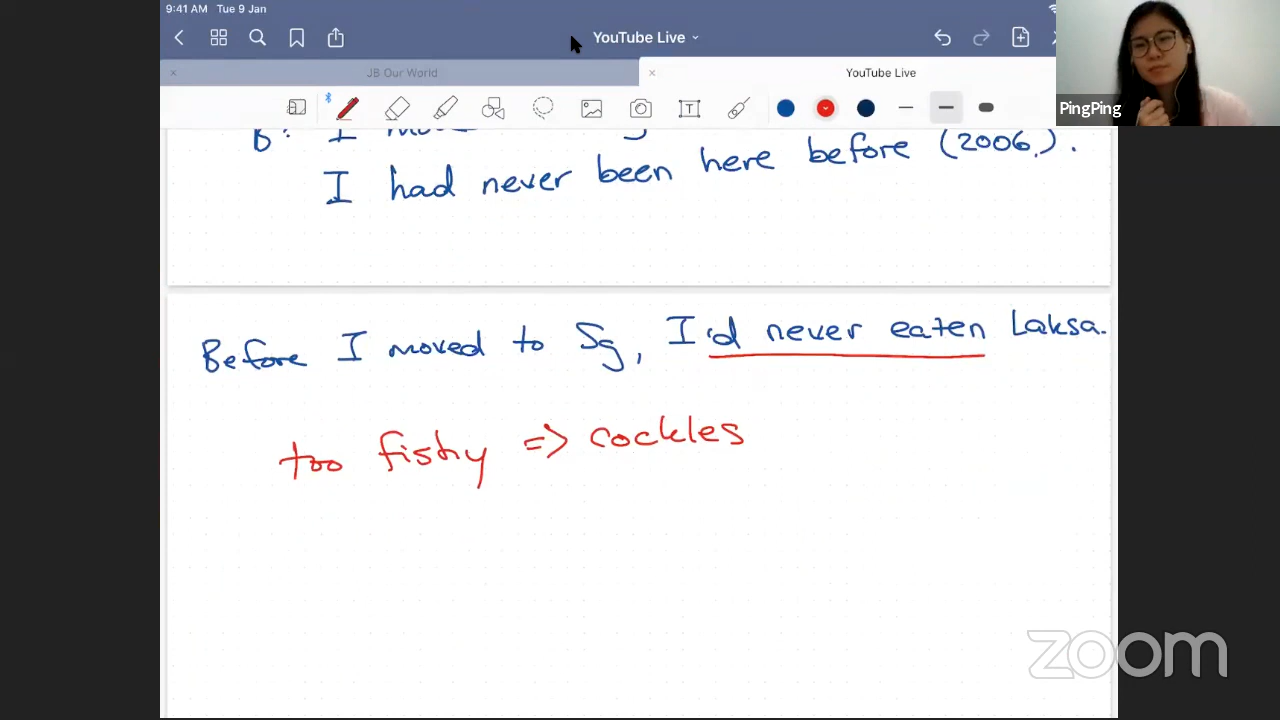 9:41 AM Tue 9 Jan
YouTube Live
JB Our World
YouTube Live
PingPing
B: I
I had never been here before (2006.).
Before I moved to Sg, I'd never eaten Laksa.
too fishy => cockles
zoom